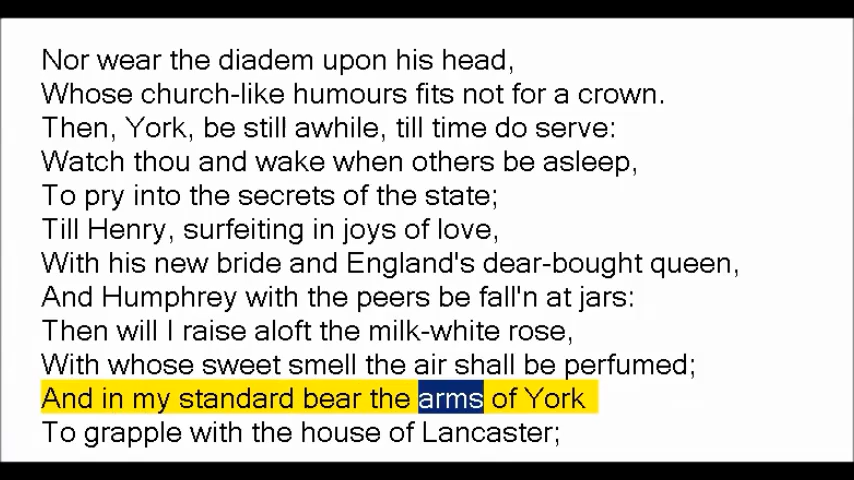 Nor wear the diadem upon his head,
Whose church-like humours fits not for a crown.
Then, York, be still awhile, till time do serve:
Watch thou and wake when others be asleep,
To pry into the secrets of the state;
Till Henry, surfeiting in joys of love,
With his new bride and England's dear-bought queen,
And Humphrey with the peers be fall'n at jars:
Then will I raise aloft the milk-white rose,
With whose sweet smell the air shall be perfumed;
And in my standard bear the arms of York
To grapple with the house of Lancaster;